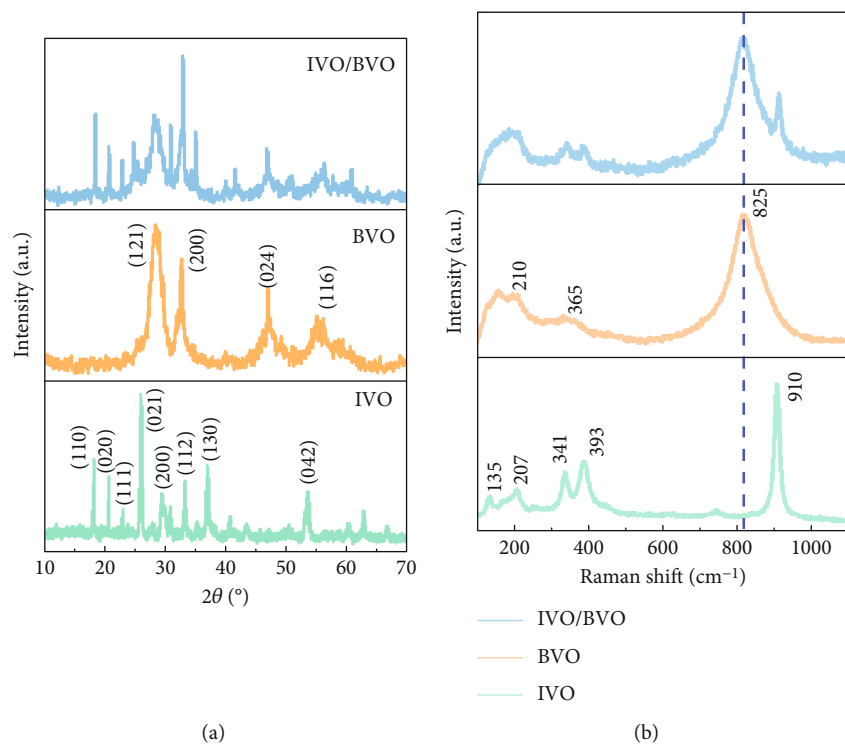 IVO/BVO
BVO
(121)
(200)
(024)
(116)
IVO
(110)
(020)
(111)
(021)
(200)
(112)
(130)
(042)
Intensity (a.u.)
10 20 30 40 50 60 70
2θ (°)
(a)
825
210
365
910
135
207
341
393
Intensity (a.u.)
200 400 600 800 1000
Raman shift (cm⁻¹)
IVO/BVO
BVO
IVO
(b)